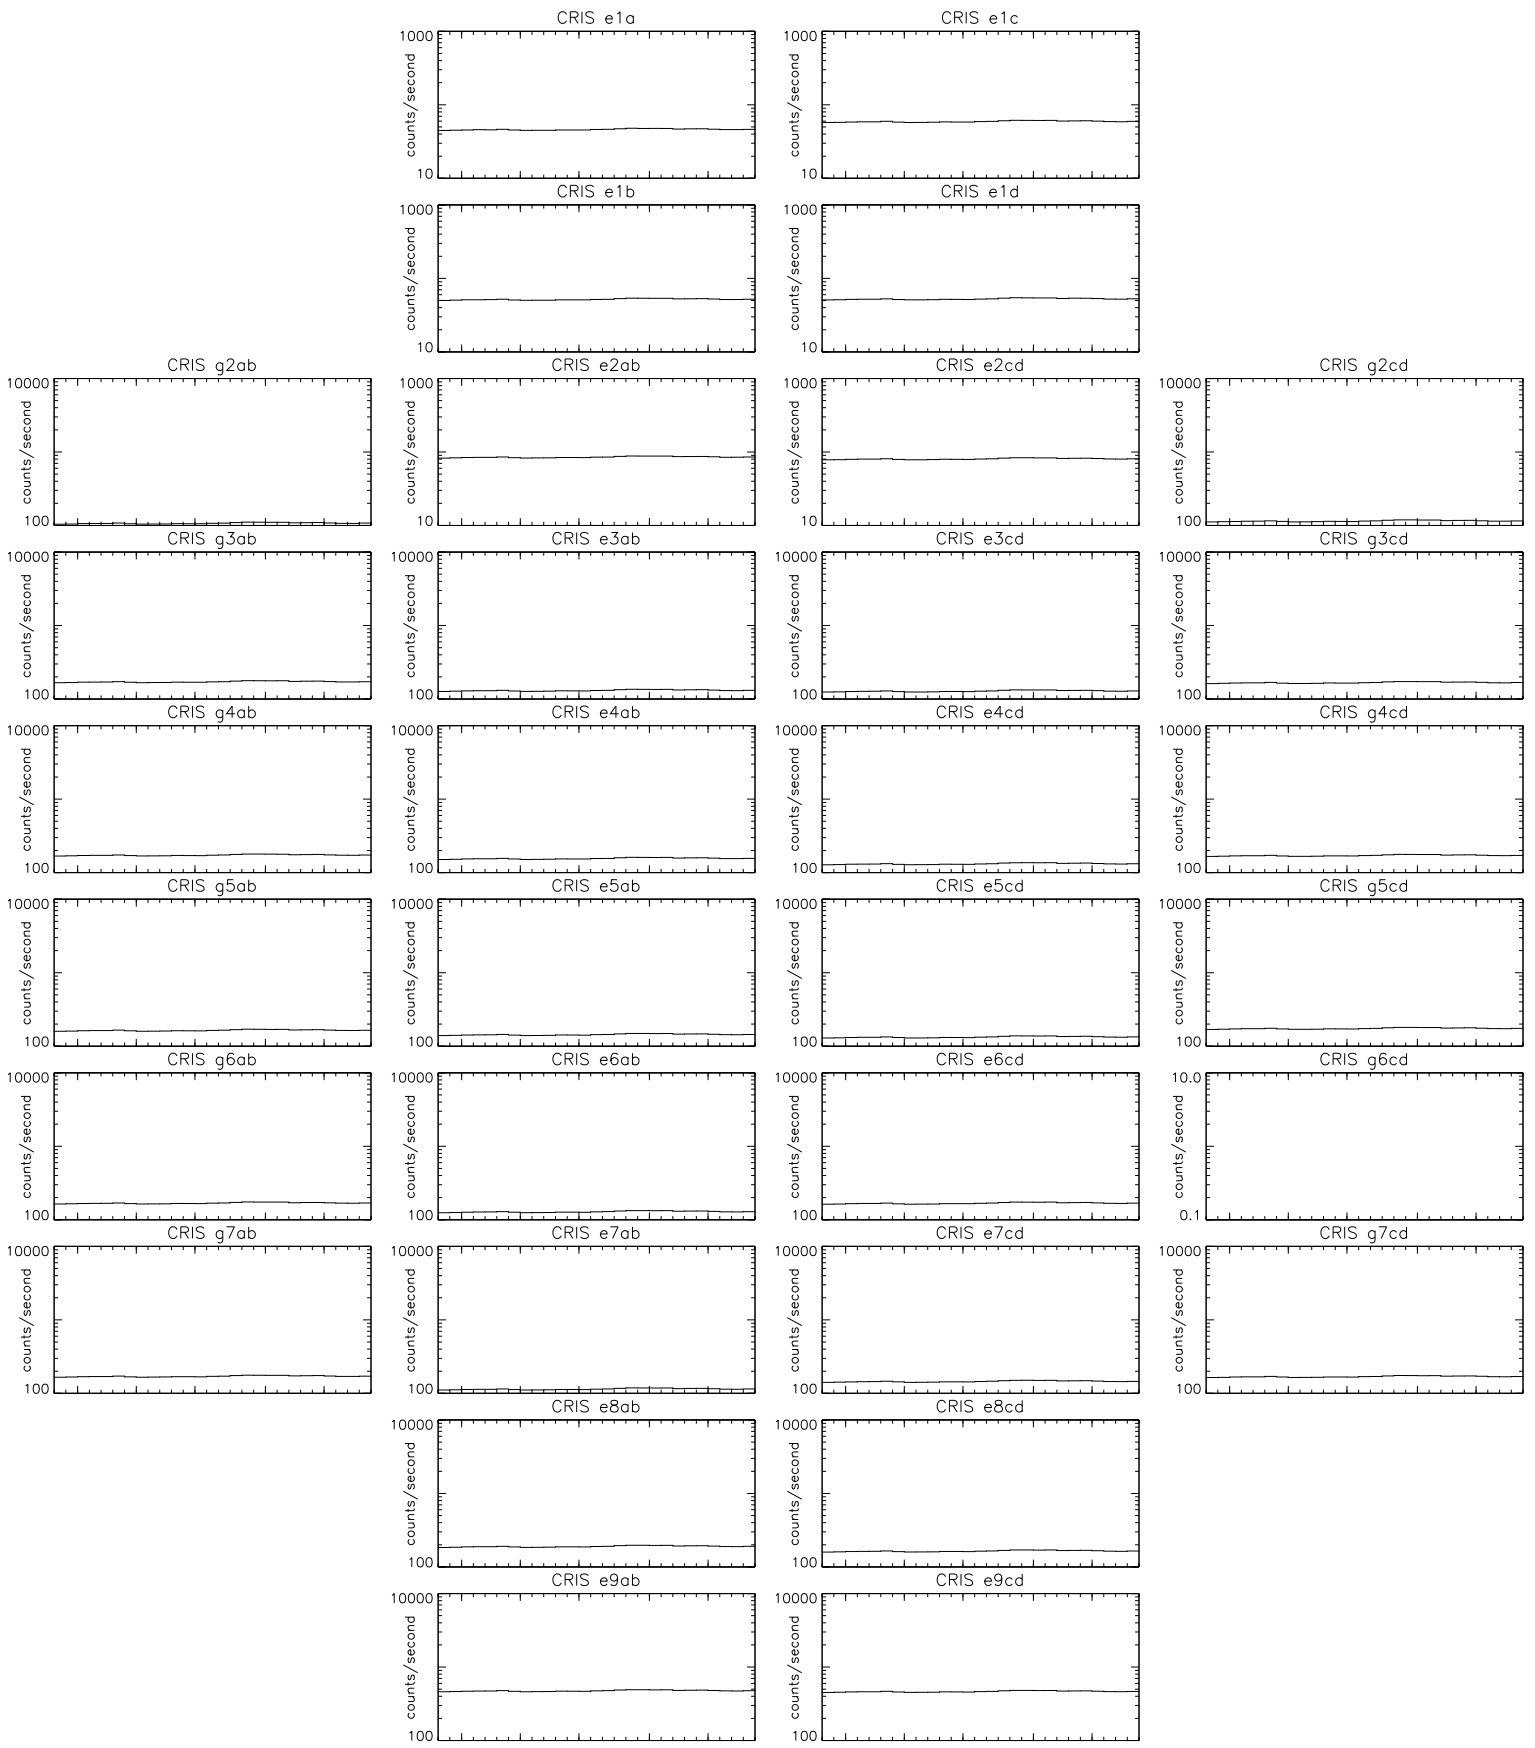 CRIS e1a
1000
counts/second
10
CRIS e1c
1000
counts/second
10
CRIS e1b
1000
counts/second
10
CRIS e1d
1000
counts/second
10
CRIS g2ab
10000
counts/second
100
CRIS e2ab
1000
counts/second
10
CRIS e2cd
1000
counts/second
10
CRIS g2cd
10000
counts/second
100
CRIS g3ab
10000
counts/second
100
CRIS e3ab
10000
counts/second
100
CRIS e3cd
10000
counts/second
100
CRIS g3cd
10000
counts/second
100
CRIS g4ab
10000
counts/second
100
CRIS e4ab
10000
counts/second
100
CRIS e4cd
10000
counts/second
100
CRIS g4cd
10000
counts/second
100
CRIS g5ab
10000
counts/second
100
CRIS e5ab
10000
counts/second
100
CRIS e5cd
10000
counts/second
100
CRIS g5cd
10000
counts/second
100
CRIS g6ab
10000
counts/second
100
CRIS e6ab
10000
counts/second
100
CRIS e6cd
10000
counts/second
100
CRIS g6cd
10.0
counts/second
0.1
CRIS g7ab
10000
counts/second
100
CRIS e7ab
10000
counts/second
100
CRIS e7cd
10000
counts/second
100
CRIS g7cd
10000
counts/second
100
CRIS e8ab
10000
counts/second
100
CRIS e8cd
10000
counts/second
100
CRIS e9ab
10000
counts/second
100
CRIS e9cd
10000
counts/second
100